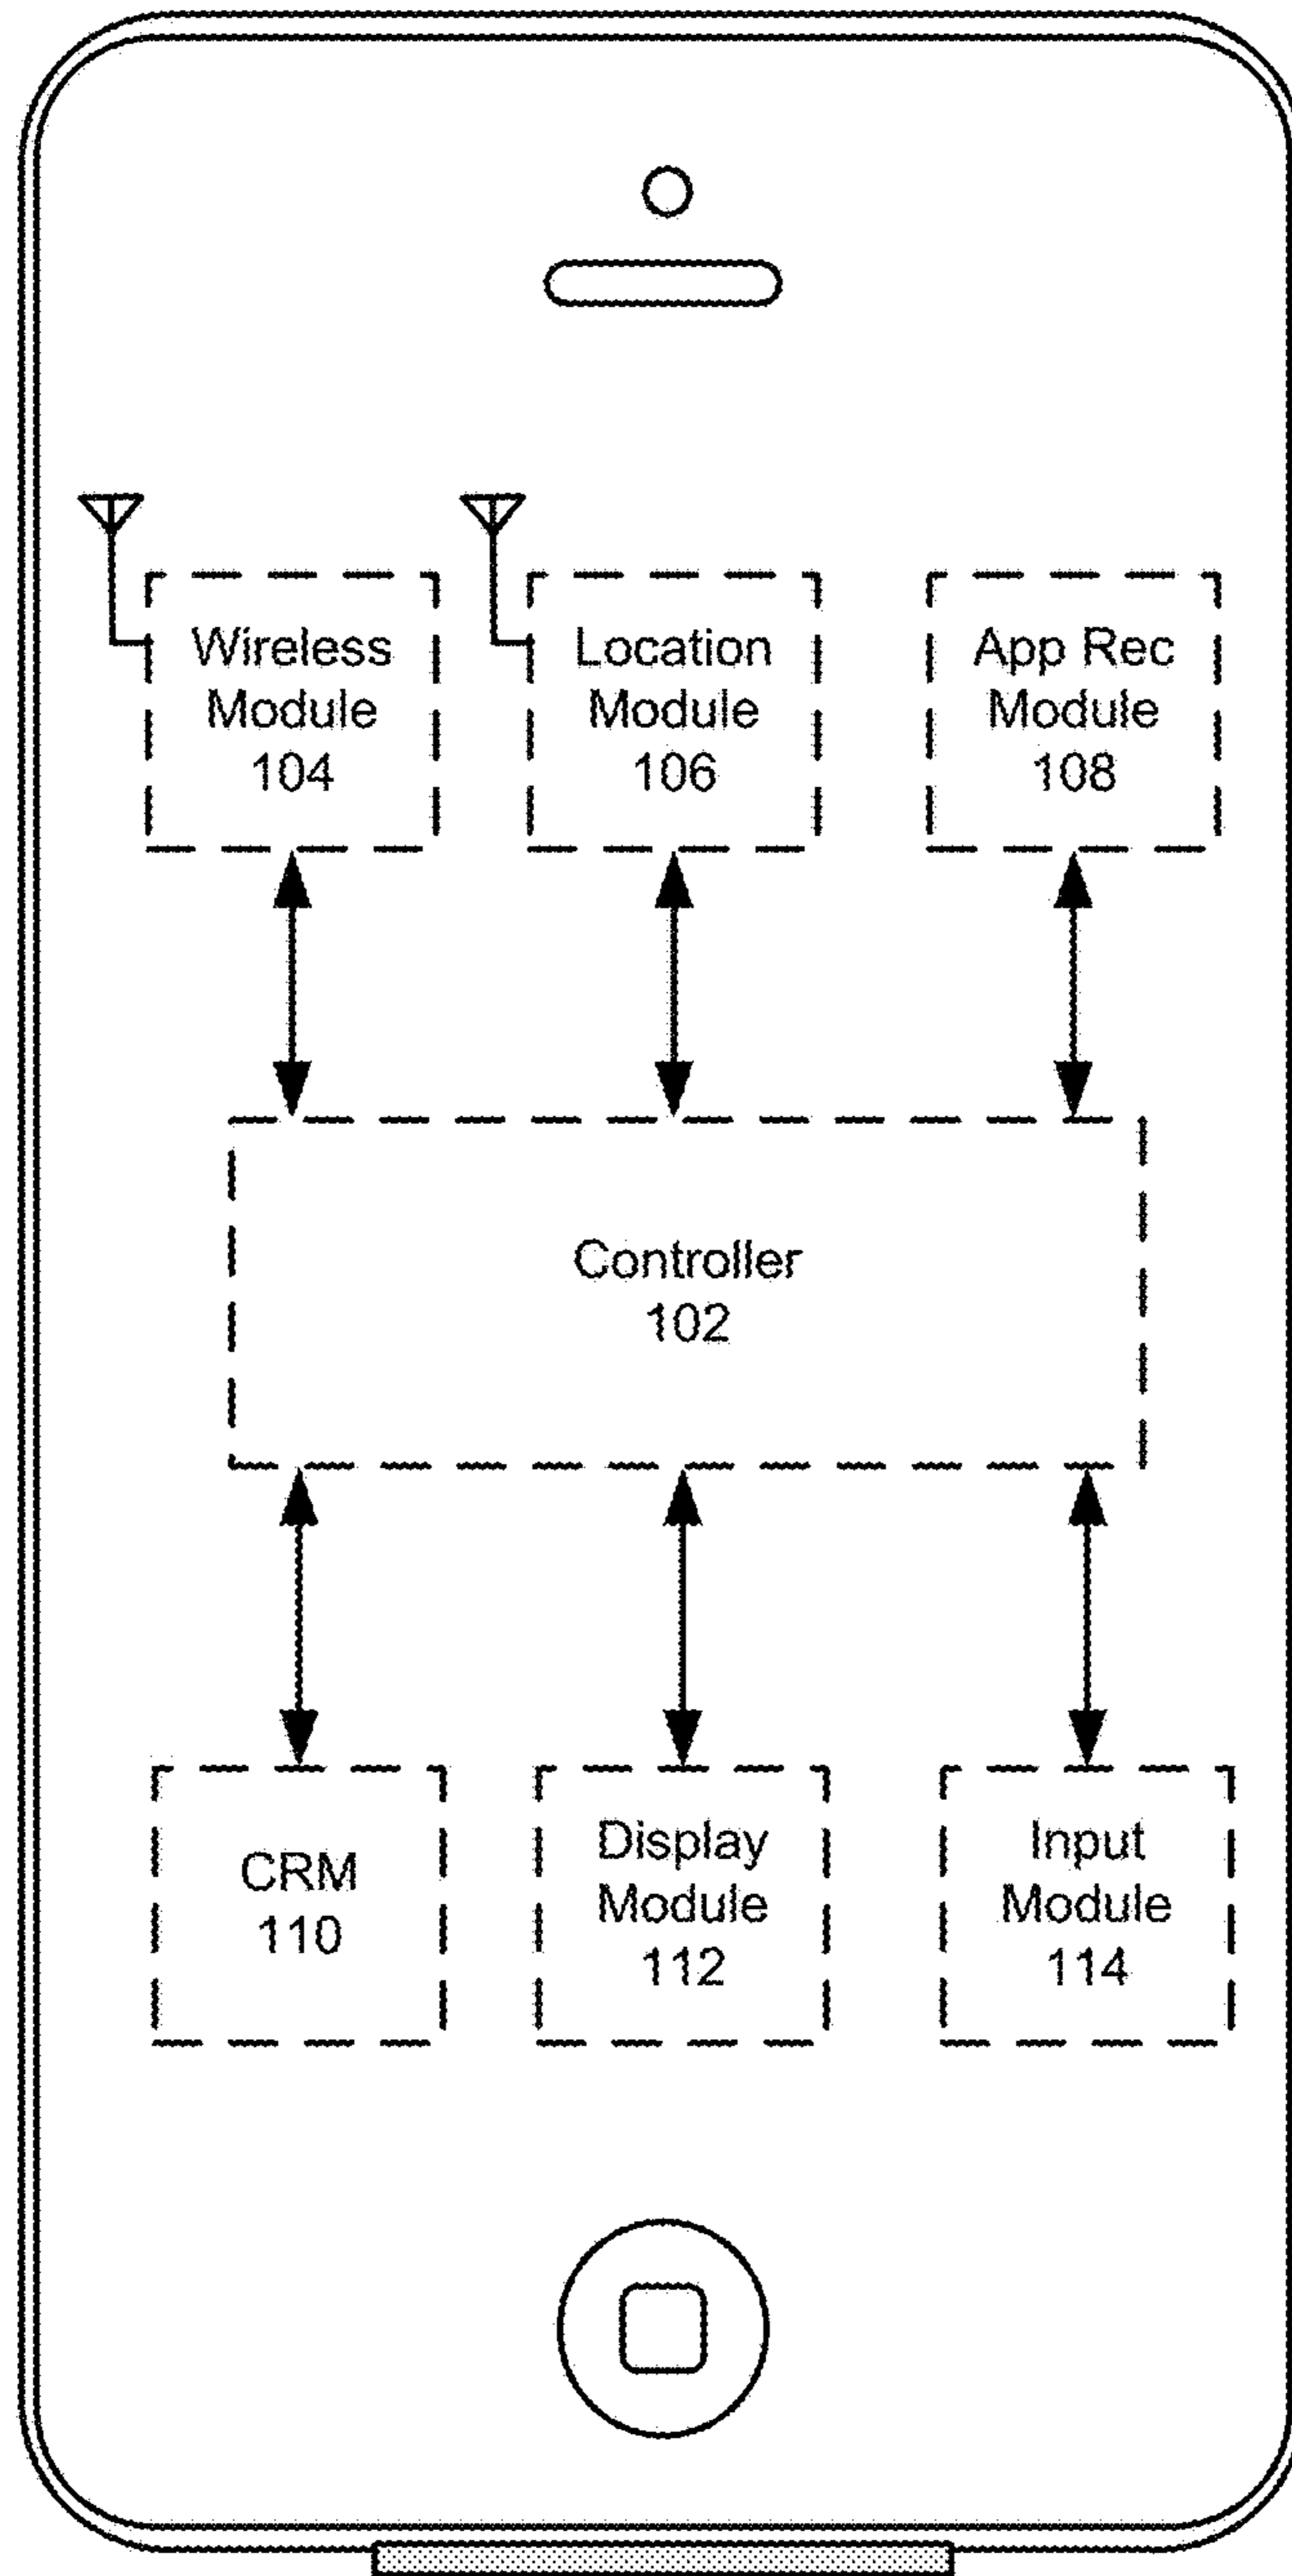 Wireless
Module
104
Location
Module
106
App Rec
Module
108
Controller
102
CRM
110
Display
Module
112
Input
Module
114